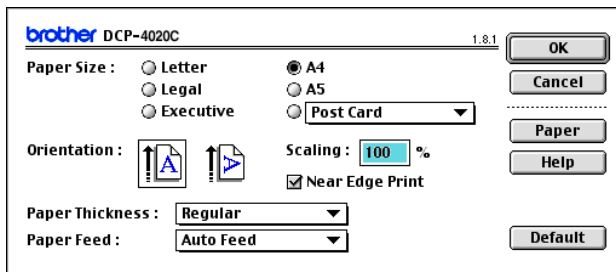 brother DCP-4020C 1.8.1 OK
Paper Size : Letter A4
Legal A5 Cancel
Executive Post Card
Paper
Orientation : A A Scaling : 100 %
Help
Near Edge Print
Paper Thickness : Regular
Paper Feed : Auto Feed Default